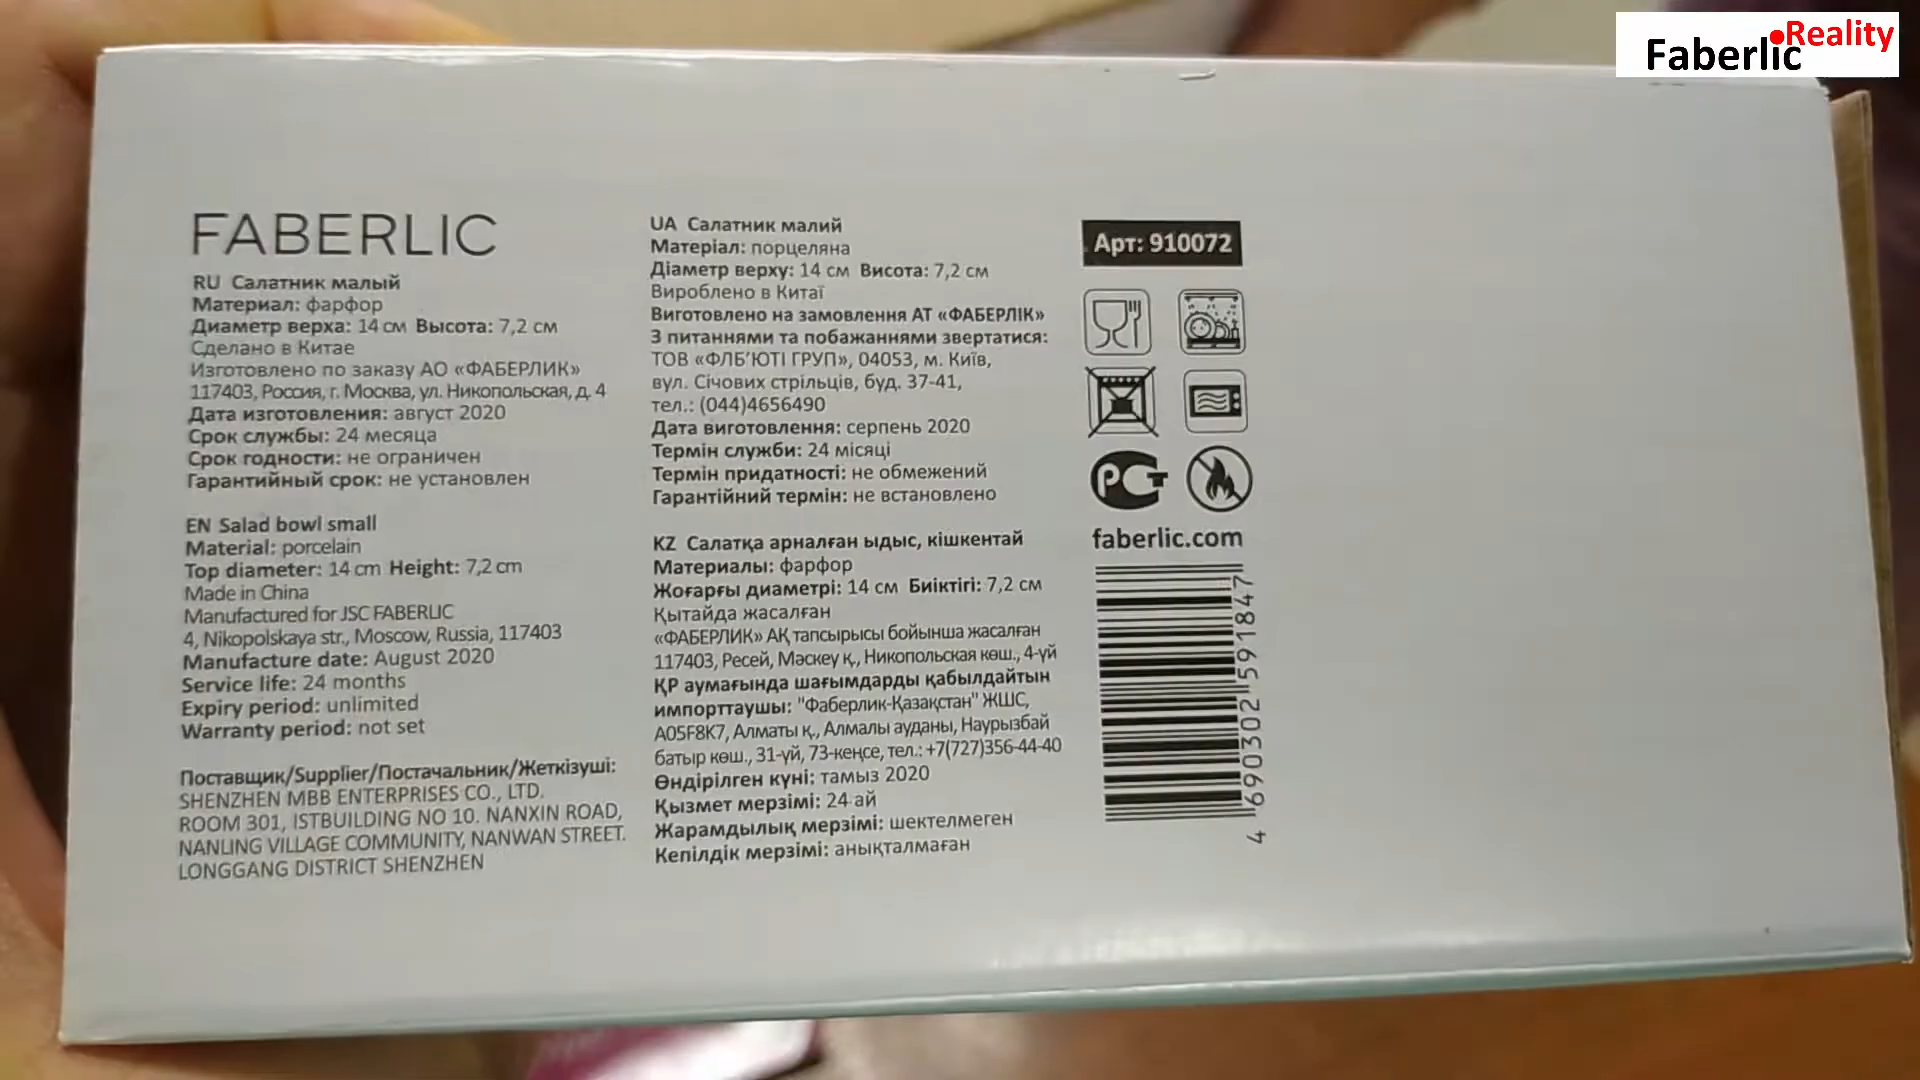 Faberlic Reality
FABERLIC
RU Салатник малый
Материал: фарфор
Диаметр верха: 14 см Высота: 7,2 см
Сделано в Китае
Изготовлено по заказу АО «ФАБЕРЛИК»
117403, Россия, г. Москва, ул. Никопольская, д. 4
Дата изготовления: август 2020
Срок службы: 24 месяца
Срок годности: не ограничен
Гарантийный срок: не установлен
EN Salad bowl small
Material: porcelain
Top diameter: 14 cm Height: 7,2 cm
Made in China
Manufactured for JSC FABERLIC
4, Nikopolskaya str., Moscow, Russia, 117403
Manufacture date: August 2020
Service life: 24 months
Expiry period: unlimited
Warranty period: not set
Поставщик/Supplier/Постачальник/Жеткізуші:
SHENZHEN MBB ENTERPRISES CO., LTD.
ROOM 301, ISTBUILDING NO 10. NANXIN ROAD,
NANLING VILLAGE COMMUNITY, NANWAN STREET.
LONGGANG DISTRICT SHENZHEN
UA Салатник малий
Матеріал: порцеляна
Діаметр верху: 14 см Висота: 7,2 см
Вироблено в Китаї
Виготовлено на замовлення АТ «ФАБЕРЛІК»
З питаннями та побажаннями звертатися:
ТОВ «ФЛБ'ЮТІ ГРУП», 04053, м. Київ,
вул. Січових стрільців, буд. 37-41,
тел.: (044)4656490
Дата виготовлення: серпень 2020
Термін служби: 24 місяці
Термін придатності: не обмежений
Гарантійний термін: не встановлено
KZ Салатқа арналған ыдыс, кішкентай
Материалы: фарфор
Жоғарғы диаметрі: 14 см Биіктігі: 7,2 см
Қытайда жасалған
«ФАБЕРЛИК» АҚ тапсырысы бойынша жасалған
117403, Ресей, Мәскеу қ., Никопольская көш., 4-үй
ҚР аумағында шағымдарды қабылдайтын
импорттаушы: "Фаберлик-Қазақстан" ЖШС,
A05F8K7, Алматы қ., Алмалы ауданы, Наурызбай
батыр көш., 31-үй, 73-кеңсе, тел.: +7(727)356-44-40
Өндірілген күні: тамыз 2020
Қызмет мерзімі: 24 ай
Жарамдылық мерзімі: шектелмеген
Кепілдік мерзімі: анықталмаған
Арт: 910072
РСТ
faberlic.com
4 690302 591847